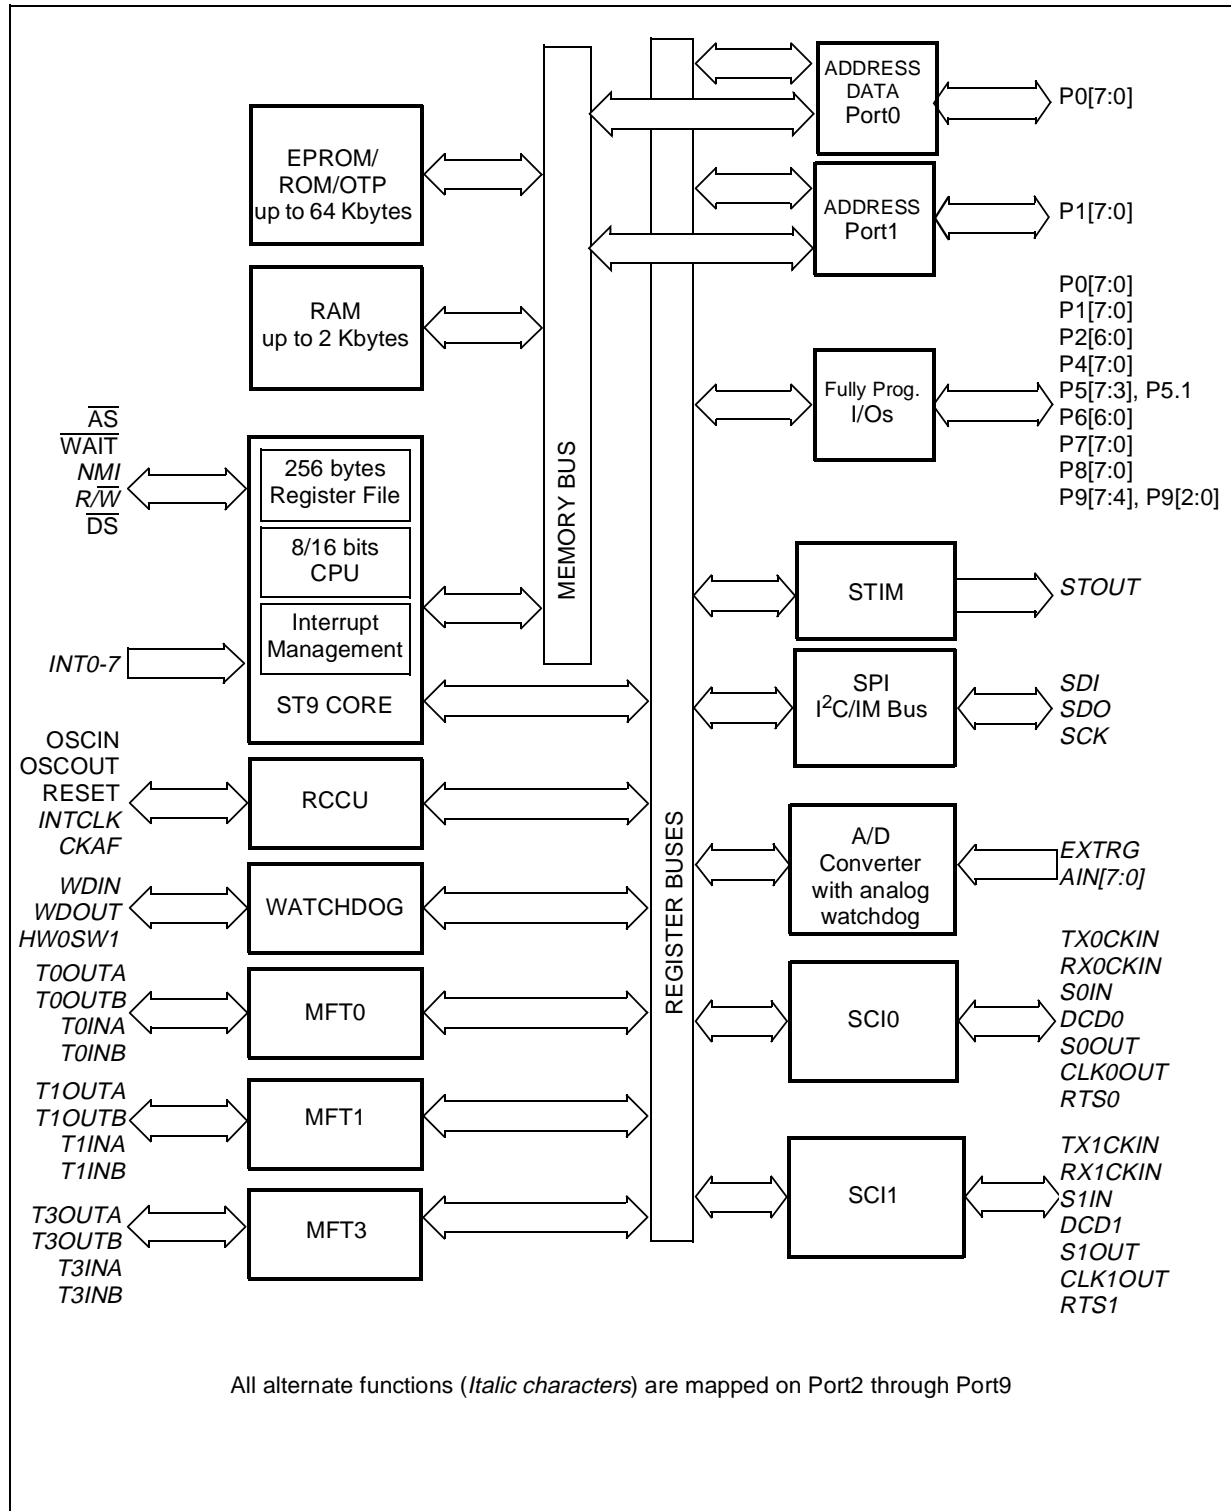 EPROM/
ROM/OTP
up to 64 Kbytes
RAM
up to 2 Kbytes
AS
WAIT
NMI
R/W
DS
256 bytes
Register File
8/16 bits
CPU
Interrupt
Management
ST9 CORE
INT0-7
OSCIN
OSCOUT
RESET
INTCLK
CKAF
RCCU
WDIN
WDOUT
HW0SW1
WATCHDOG
T0OUTA
T0OUTB
T0INA
T0INB
MFT0
T1OUTA
T1OUTB
T1INA
T1INB
MFT1
T3OUTA
T3OUTB
T3INA
T3INB
MFT3
MEMORY BUS
REGISTER BUSES
ADDRESS
DATA
Port0
P0[7:0]
ADDRESS
Port1
P1[7:0]
Fully Prog.
I/Os
P0[7:0]
P1[7:0]
P2[6:0]
P4[7:0]
P5[7:3], P5.1
P6[6:0]
P7[7:0]
P8[7:0]
P9[7:4], P9[2:0]
STIM
STOUT
SPI
I²C/IM Bus
SDI
SDO
SCK
A/D
Converter
with analog
watchdog
EXTRG
AIN[7:0]
SCI0
TX0CKIN
RX0CKIN
S0IN
DCD0
S0OUT
CLK0OUT
RTS0
SCI1
TX1CKIN
RX1CKIN
S1IN
DCD1
S1OUT
CLK1OUT
RTS1
All alternate functions (Italic characters) are mapped on Port2 through Port9